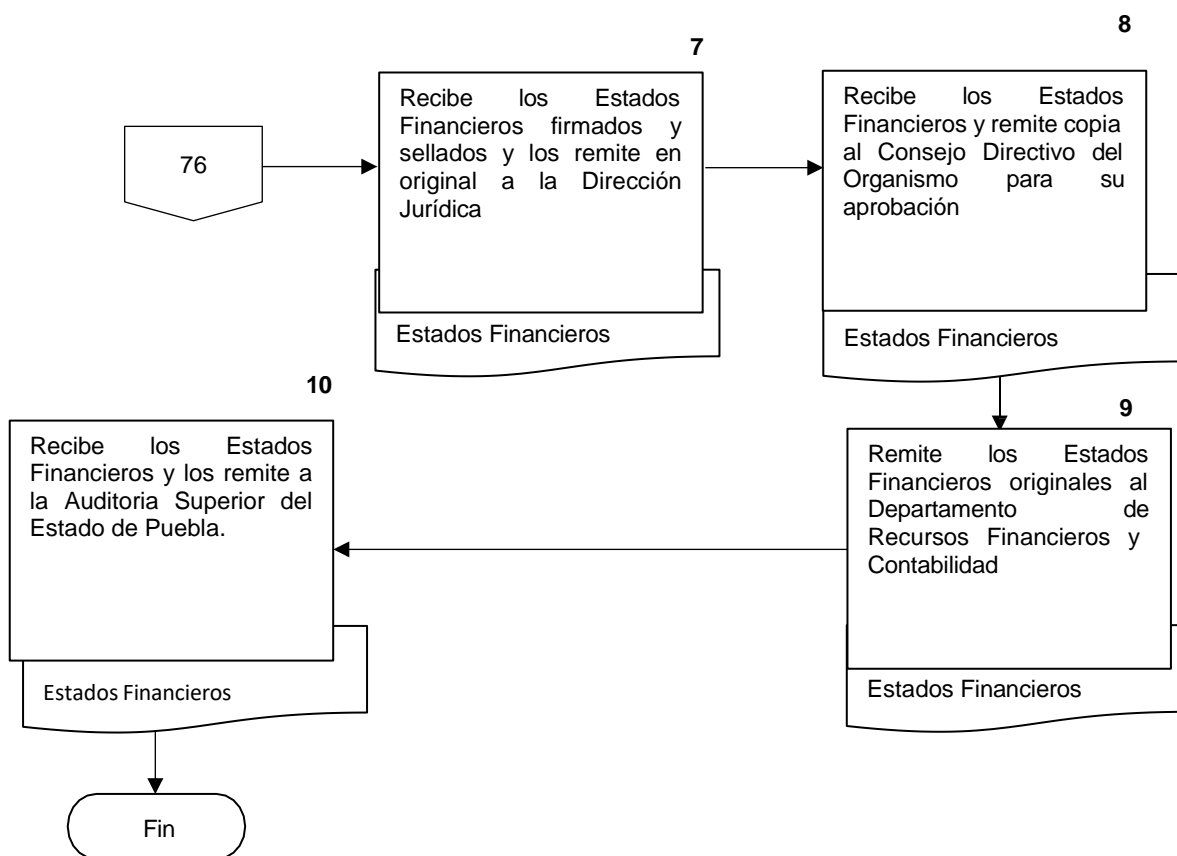 76
7
Recibe los Estados
Financieros firmados y
sellados y los remite en
original a la Dirección
Jurídica
Estados Financieros
8
Recibe los Estados
Financieros y remite copia
al Consejo Directivo del
Organismo para su
aprobación
Estados Financieros
9
Remite los Estados
Financieros originales al
Departamento de
Recursos Financieros y
Contabilidad
Estados Financieros
10
Recibe los Estados
Financieros y los remite a
la Auditoria Superior del
Estado de Puebla.
Estados Financieros
Fin